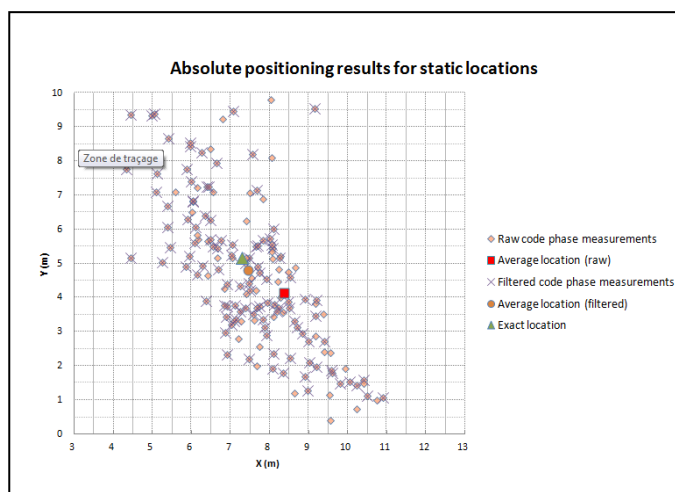 Absolute positioning results for static locations
10
9
8
7
6
5
4
3
2
1
0
Y (m)
Zone de traçage
3 4 5 6 7 8 9 10 11 12 13
X (m)
Raw code phase measurements
Average location (raw)
Filtered code phase measurements
Average location (filtered)
Exact location